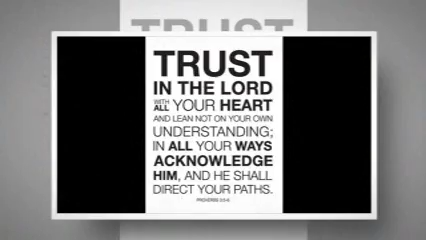 TRUST
TRUST
IN THE LORD
WITH ALL YOUR HEART
AND LEAN NOT ON YOUR OWN
UNDERSTANDING;
IN ALL YOUR WAYS
ACKNOWLEDGE
HIM, AND HE SHALL
DIRECT YOUR PATHS.
PROVERBS 3:5-6